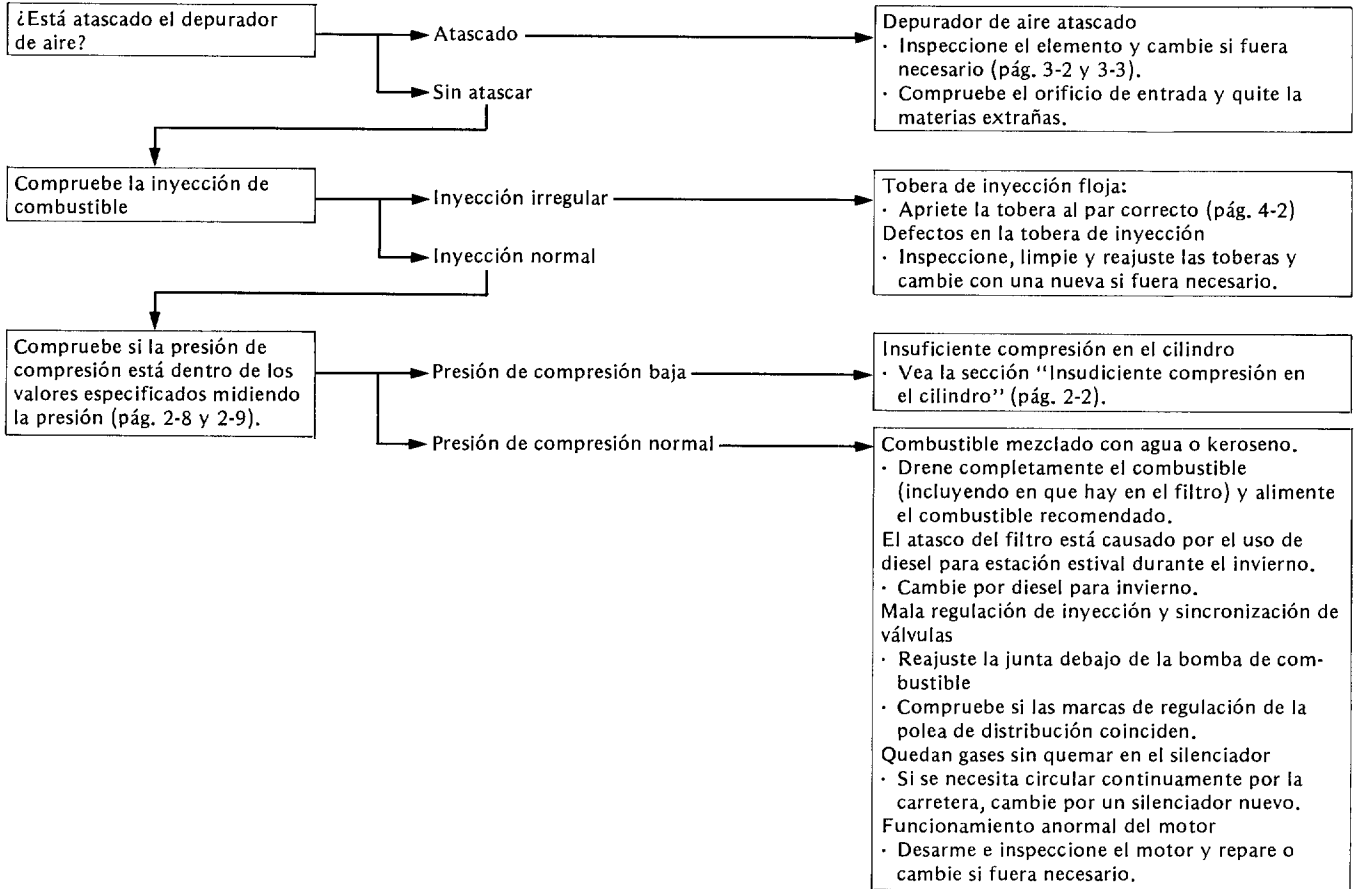 ¿Está atascado el depurador
de aire?
Atascado
Sin atascar
Depurador de aire atascado
· Inspeccione el elemento y cambie si fuera
necesario (pág. 3-2 y 3-3).
· Compruebe el orificio de entrada y quite la
materias extrañas.
Compruebe la inyección de
combustible
Inyección irregular
Inyección normal
Tobera de inyección floja:
· Apriete la tobera al par correcto (pág. 4-2)
Defectos en la tobera de inyección
· Inspeccione, limpie y reajuste las toberas y
cambie con una nueva si fuera necesario.
Compruebe si la presión de
compresión está dentro de los
valores especificados midiendo
la presión (pág. 2-8 y 2-9).
Presión de compresión baja
Insuficiente compresión en el cilindro
· Vea la sección "Insudiciente compresión en
el cilindro" (pág. 2-2).
Presión de compresión normal
Combustible mezclado con agua o keroseno.
· Drene completamente el combustible
(incluyendo en que hay en el filtro) y alimente
el combustible recomendado.
El atasco del filtro está causado por el uso de
diesel para estación estival durante el invierno.
· Cambie por diesel para invierno.
Mala regulación de inyección y sincronización de
válvulas
· Reajuste la junta debajo de la bomba de com-
bustible
· Compruebe si las marcas de regulación de la
polea de distribución coinciden.
Quedan gases sin quemar en el silenciador
· Si se necesita circular continuamente por la
carretera, cambie por un silenciador nuevo.
Funcionamiento anormal del motor
· Desarme e inspeccione el motor y repare o
cambie si fuera necesario.